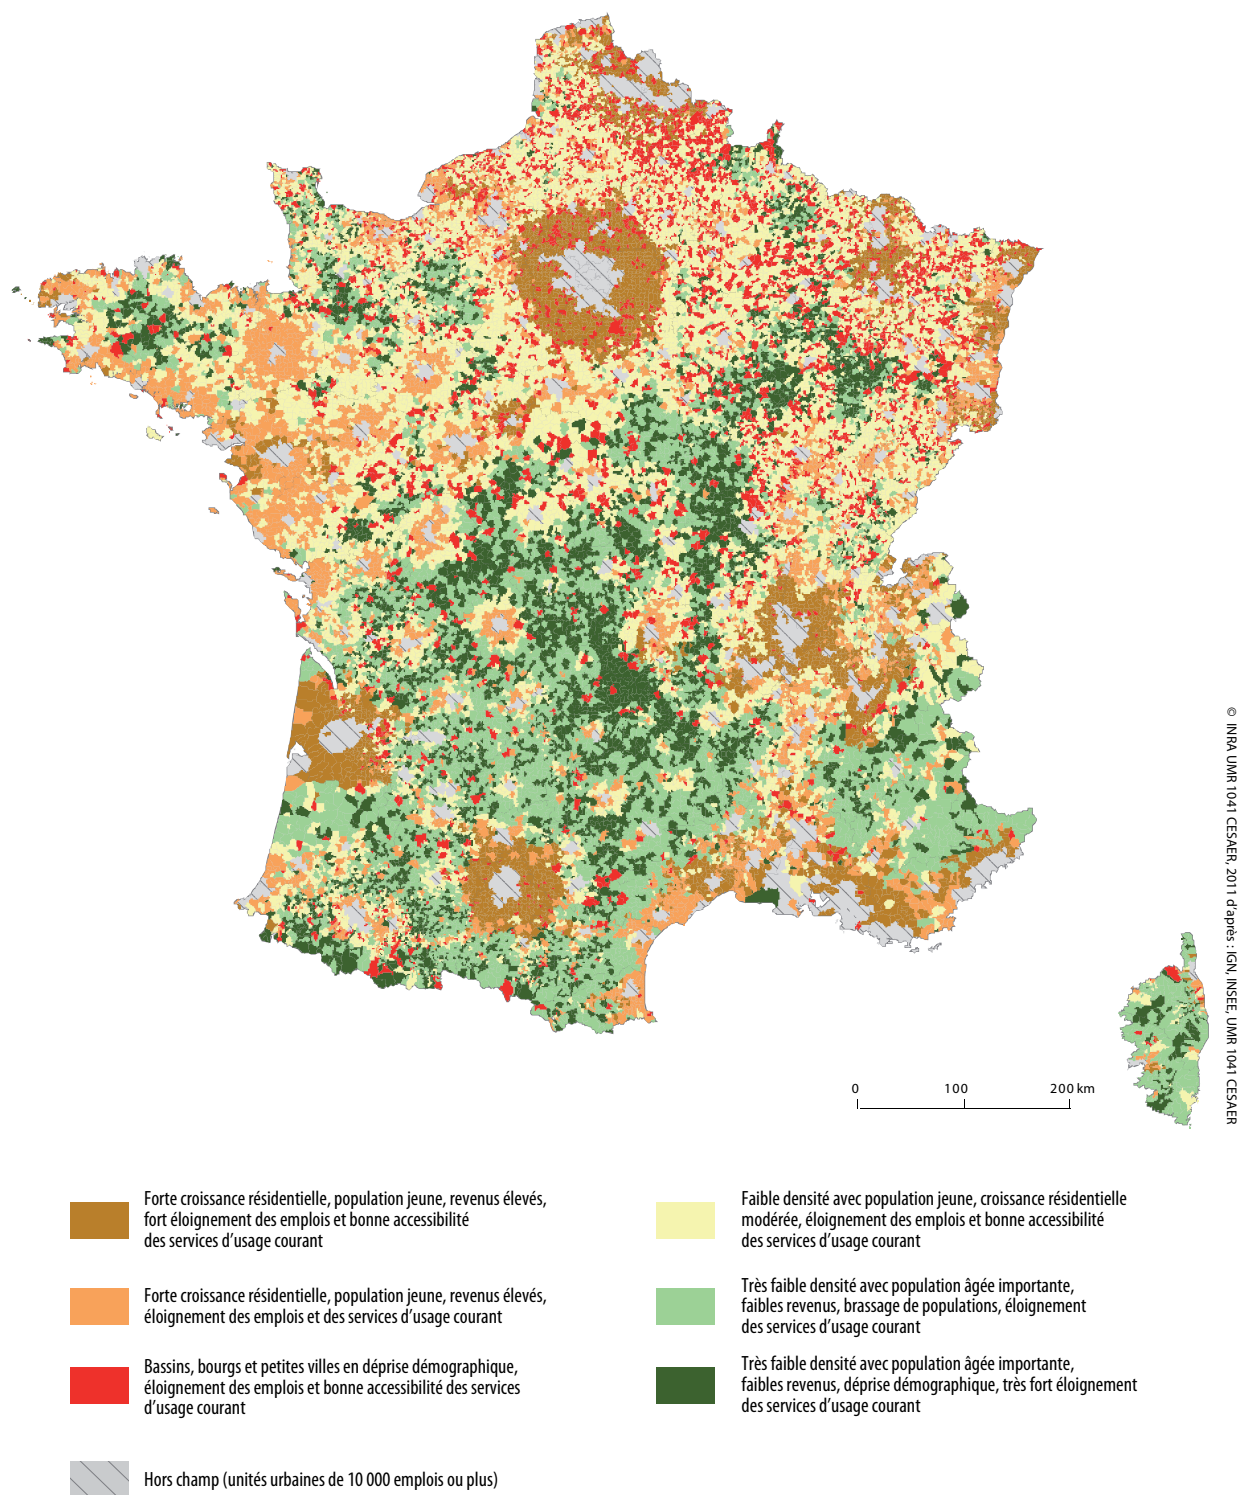 © INRA UMR 1041 CESAER, 2011 d'après : IGN, INSEE, UMR 1041 CESAER
0 100 200 km
Forte croissance résidentielle, population jeune, revenus élevés,
fort éloignement des emplois et bonne accessibilité
des services d'usage courant
Forte croissance résidentielle, population jeune, revenus élevés,
éloignement des emplois et des services d'usage courant
Bassins, bourgs et petites villes en déprise démographique,
éloignement des emplois et bonne accessibilité des services
d'usage courant
Hors champ (unités urbaines de 10 000 emplois ou plus)
Faible densité avec population jeune, croissance résidentielle
modérée, éloignement des emplois et bonne accessibilité
des services d'usage courant
Très faible densité avec population âgée importante,
faibles revenus, brassage de populations, éloignement
des services d'usage courant
Très faible densité avec population âgée importante,
faibles revenus, déprise démographique, très fort éloignement
des services d'usage courant